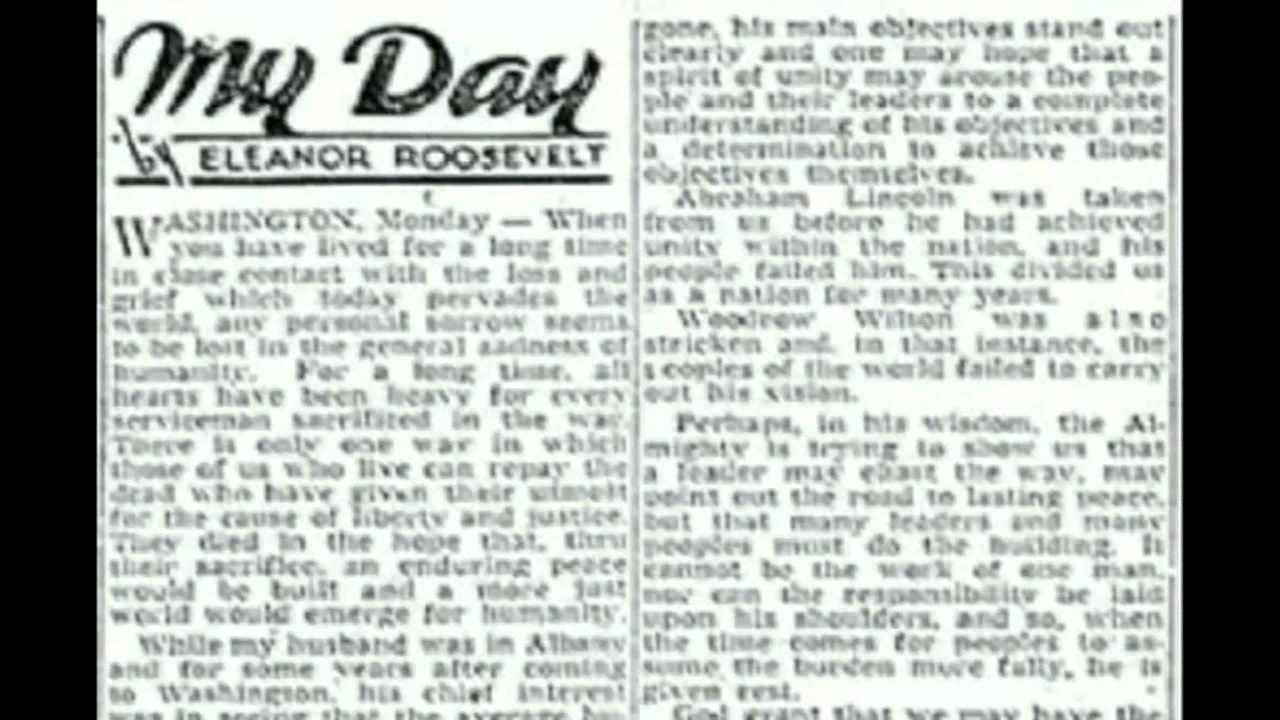 My Day
by
ELEANOR ROOSEVELT
WASHINGTON, Monday — When
you have lived for a long time
in close contact with the loss and
grief which today pervades the
world, any personal sorrow seems
to be lost in the general sadness of
humanity. For a long time, all
hearts have been heavy for every
serviceman sacrificed in the war.
There is only one way in which
those of us who live can repay the
dead who have given their utmost
for the cause of liberty and justice.
They died in the hope that, thru
their sacrifice, an enduring peace
would be built and a more just
world would emerge for humanity.
While my husband was in Albany
and for some years after coming
to Washington, his chief interest
was in seeing that the average hu-
gone, his main objectives stand out
clearly and one may hope that a
spirit of unity may arouse the peo-
ple and their leaders to a complete
understanding of his objectives and
a determination to achieve those
objectives themselves.
Abraham Lincoln was taken
from us before he had achieved
unity within the nation, and his
people failed him. This divided us
as a nation for many years.
Woodrow Wilson was also
stricken and, in that instance, the
peoples of the world failed to carry
out his vision.
Perhaps, in his wisdom, the Al-
mighty is trying to show us that
a leader may chart the way, may
point out the road to lasting peace,
but that many leaders and many
peoples must do the building. It
cannot be the work of one man,
nor can the responsibility be laid
upon his shoulders, and so, when
the time comes for peoples to as-
sume the burden more fully, he is
given rest.
God grant that we may have the